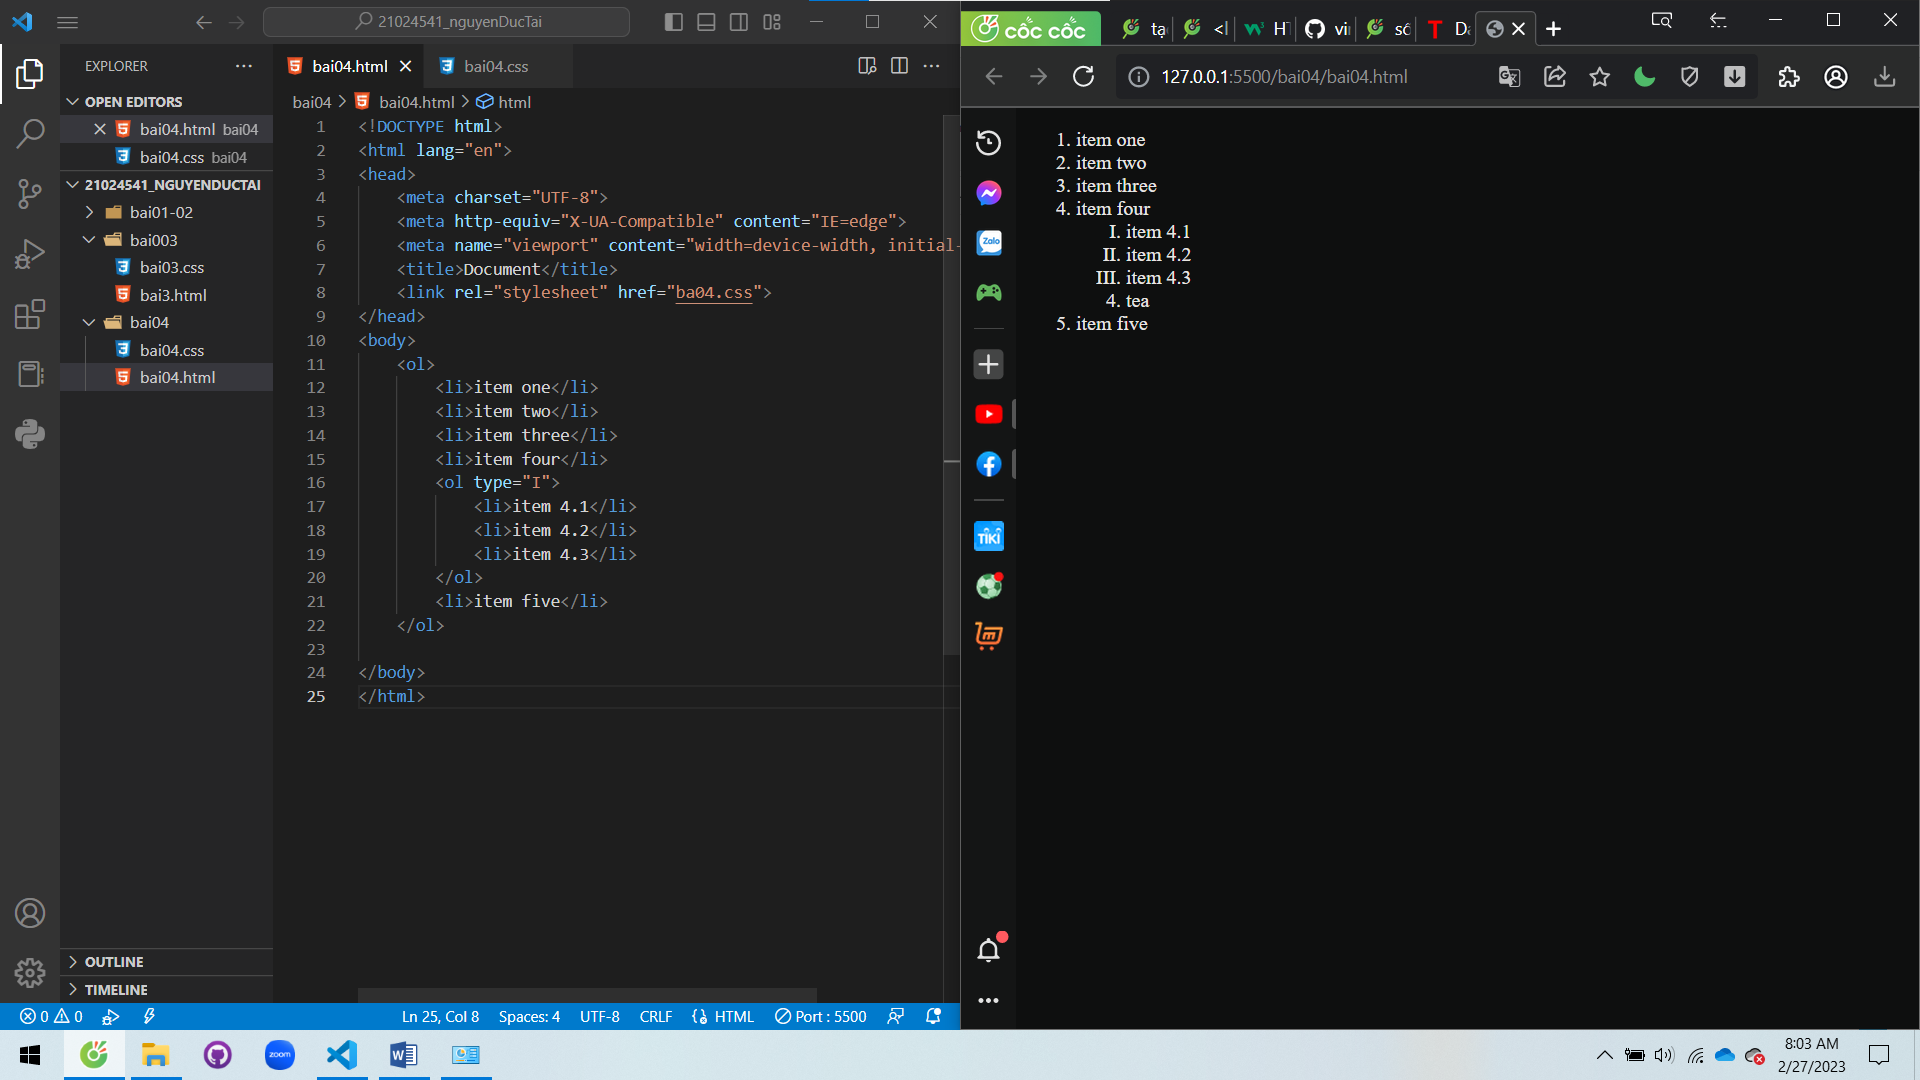 21024541_nguyenDucTai
EXPLORER
OPEN EDITORS
bai04.html bai04
bai04.css bai04
21024541_NGUYENDUCTAI
bai01-02
bai003
bai03.css
bai3.html
bai04
bai04.css
bai04.html
OUTLINE
TIMELINE
bai04.html
bai04.css
bai04 > bai04.html > html
1 <!DOCTYPE html>
2 <html lang="en">
3 <head>
4 <meta charset="UTF-8">
5 <meta http-equiv="X-UA-Compatible" content="IE=edge">
6 <meta name="viewport" content="width=device-width, initial-
7 <title>Document</title>
8 <link rel="stylesheet" href="ba04.css">
9 </head>
10 <body>
11 <ol>
12 <li>item one</li>
13 <li>item two</li>
14 <li>item three</li>
15 <li>item four</li>
16 <ol type="I">
17 <li>item 4.1</li>
18 <li>item 4.2</li>
19 <li>item 4.3</li>
20 </ol>
21 <li>item five</li>
22 </ol>
23
24 </body>
25 </html>
0 0
Ln 25, Col 8 Spaces: 4 UTF-8 CRLF HTML Port : 5500
cốc cốc
tạ <l H vi số D
127.0.0.1:5500/bai04/bai04.html
1. item one
2. item two
3. item three
4. item four
I. item 4.1
II. item 4.2
III. item 4.3
4. tea
5. item five
Zalo
TIKI
zoom
8:03 AM
2/27/2023